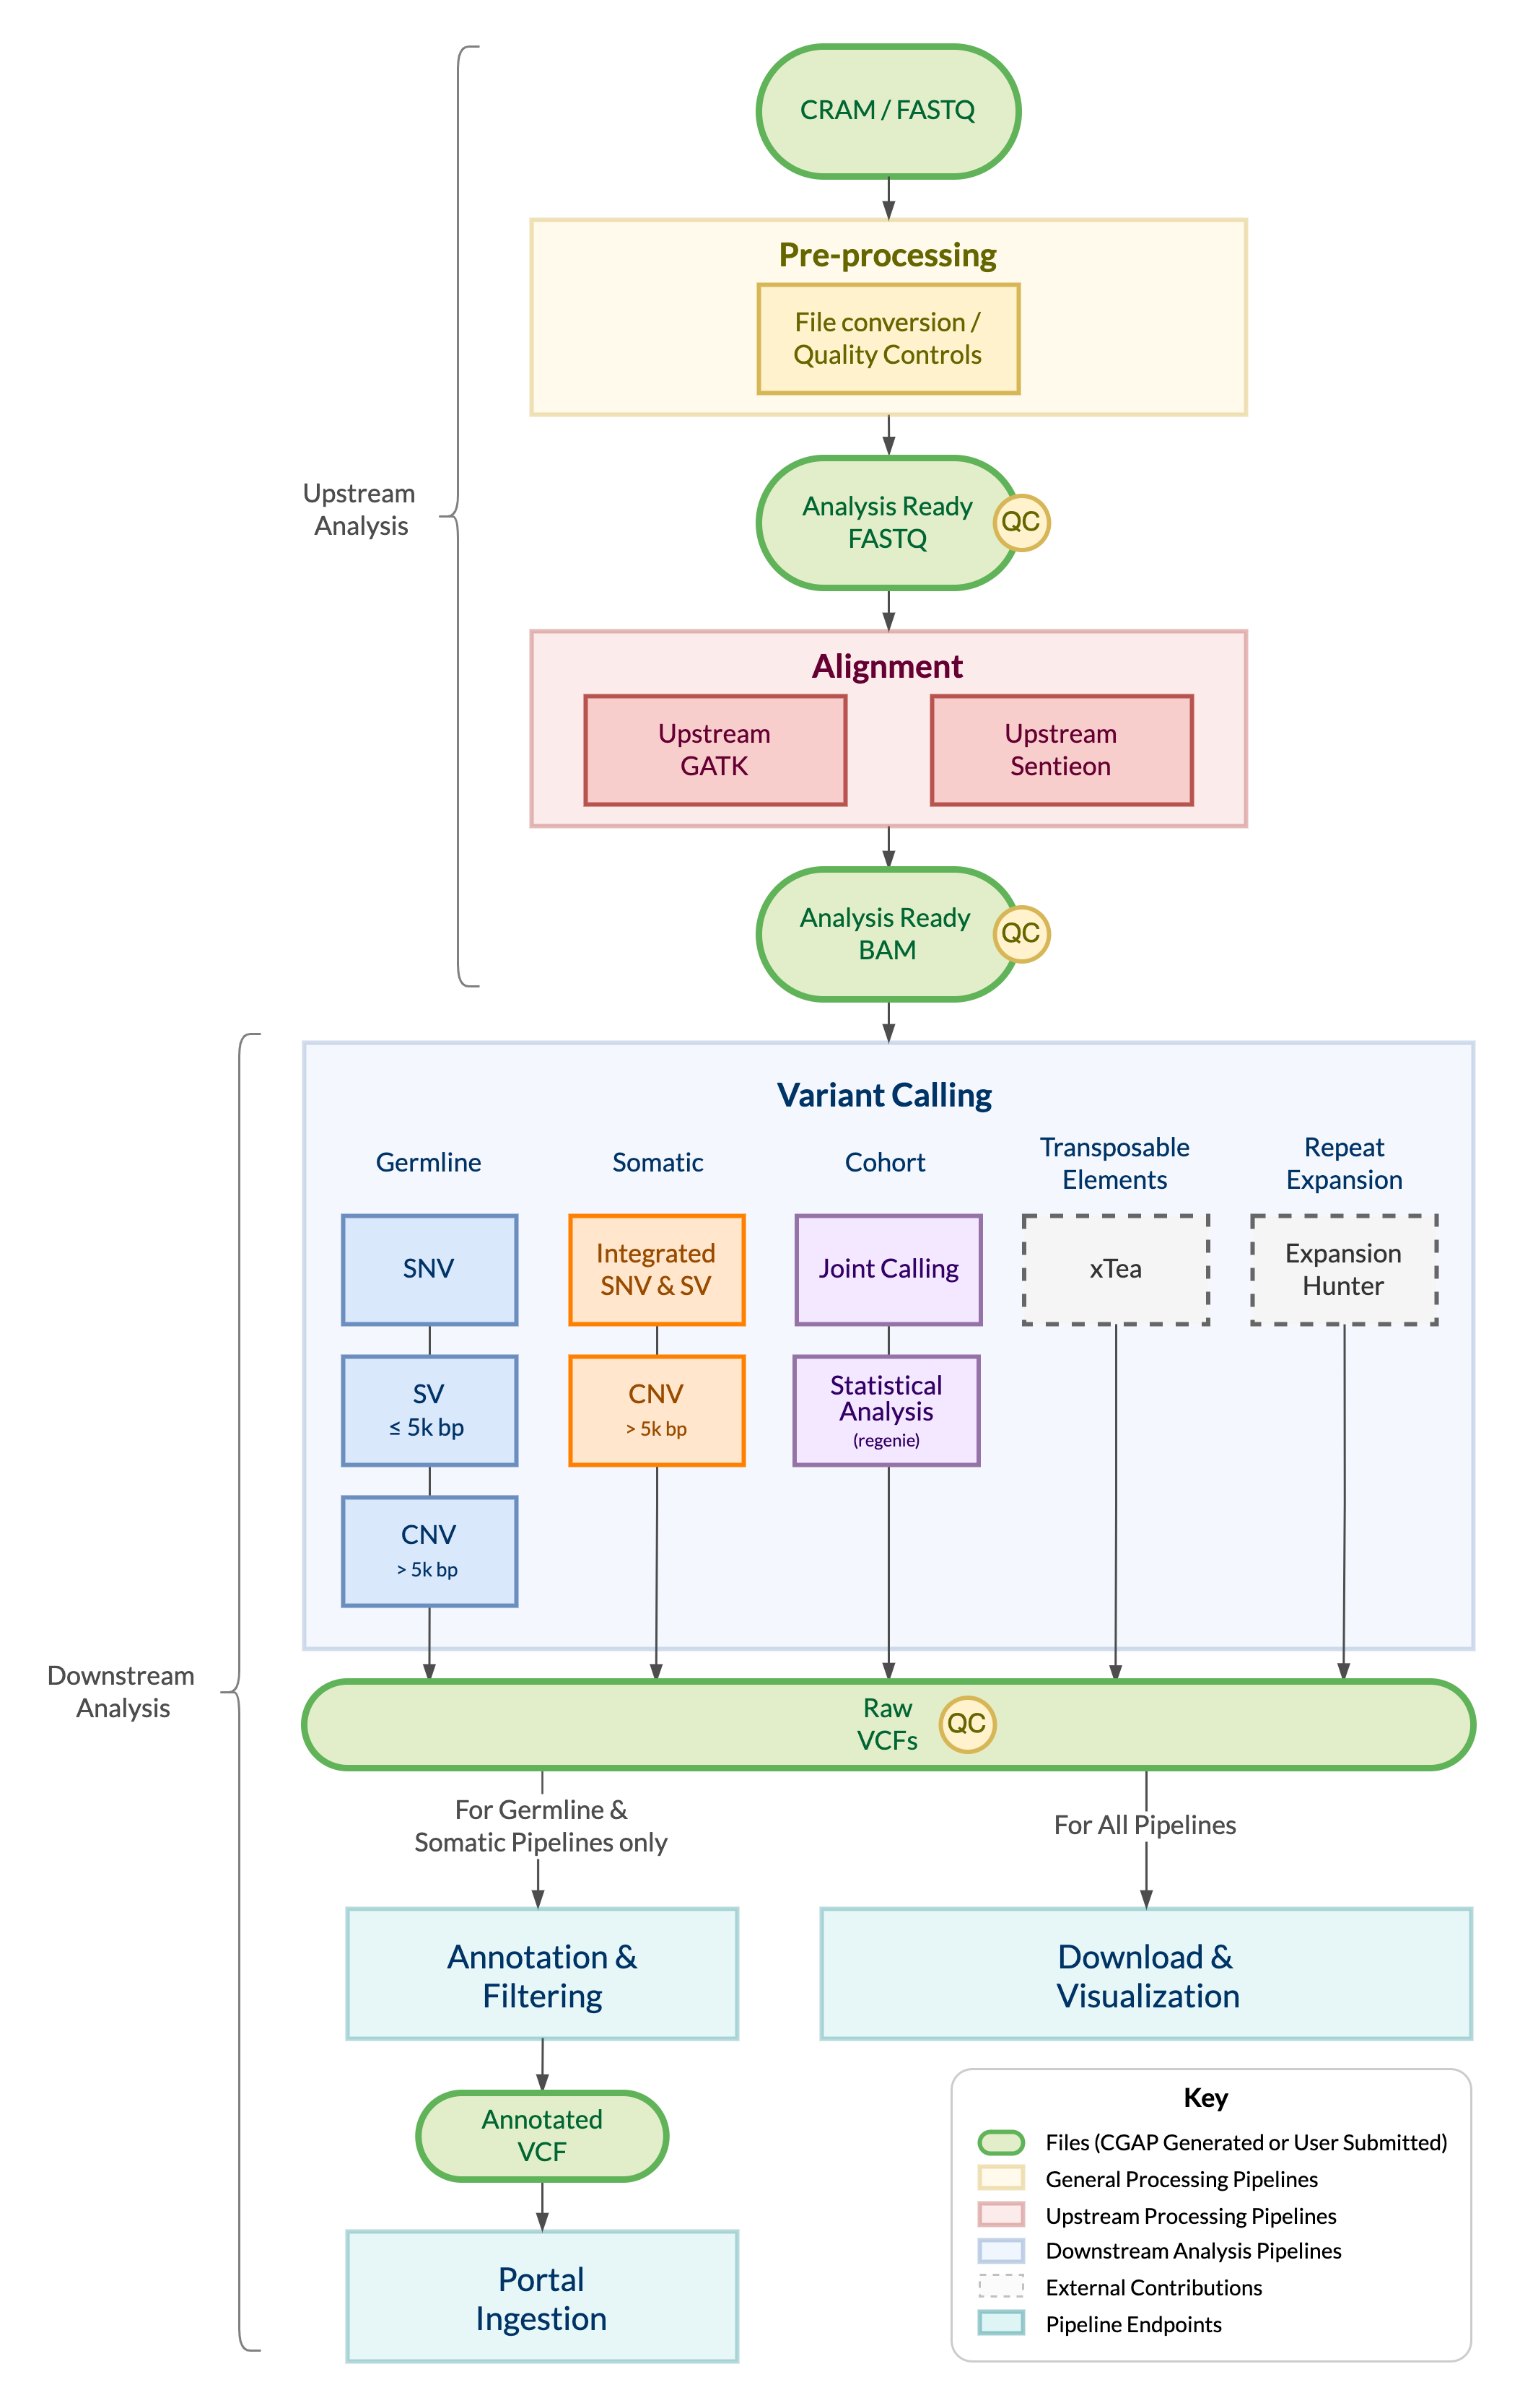 CRAM / FASTQ
Pre-processing
File conversion /
Quality Controls
Upstream
Analysis
Analysis Ready
FASTQ
QC
Alignment
Upstream
GATK
Upstream
Sentieon
Analysis Ready
BAM
QC
Variant Calling
Germline
Somatic
Cohort
Transposable
Elements
Repeat
Expansion
SNV
Integrated
SNV & SV
Joint Calling
xTea
Expansion
Hunter
SV
≤ 5k bp
CNV
> 5k bp
Statistical
Analysis
(regenie)
CNV
> 5k bp
Downstream
Analysis
Raw
VCFs
QC
For Germline &
Somatic Pipelines only
For All Pipelines
Annotation &
Filtering
Download &
Visualization
Annotated
VCF
Portal
Ingestion
Key
Files (CGAP Generated or User Submitted)
General Processing Pipelines
Upstream Processing Pipelines
Downstream Analysis Pipelines
External Contributions
Pipeline Endpoints